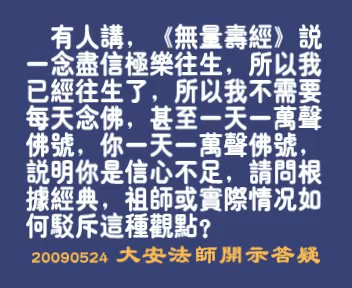 有人講，《無量壽經》説
一念盡信極樂往生，所以我
已經往生了，所以我不需要
每天念佛，甚至一天一萬聲
佛號，你一天一萬聲佛號，
説明你是信心不足，請問根
據經典，祖師或實際情况如
何駁斥這種觀點？
20090524 大安法師開示答疑